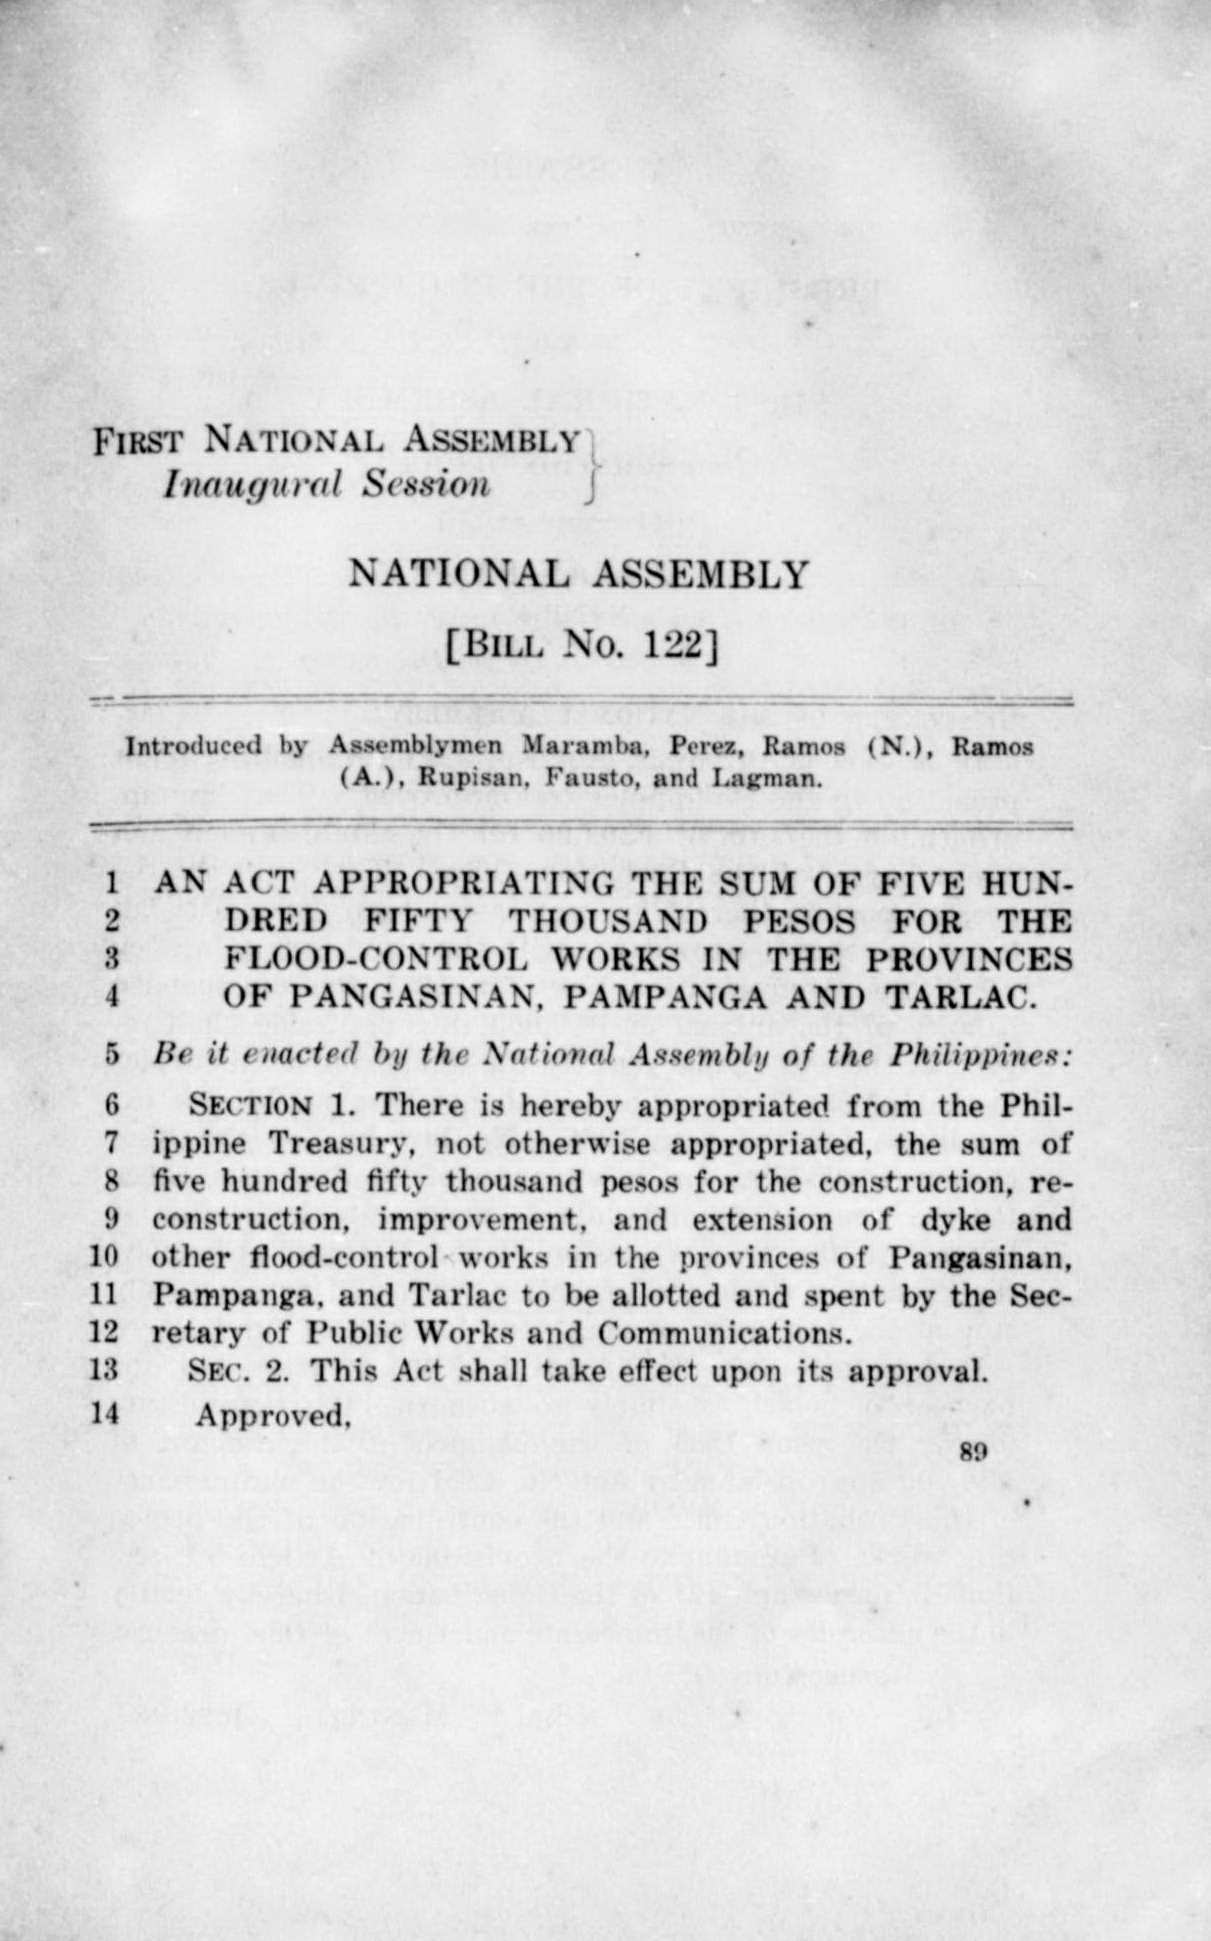 FIRST NATIONAL ASSEMBLY
Inaugural Session
NATIONAL ASSEMBLY
[BILL No. 122]
Introduced by Assemblymen Maramba, Perez, Ramos (N.), Ramos
(A.), Rupisan, Fausto, and Lagman.
1 AN ACT APPROPRIATING THE SUM OF FIVE HUN-
2 DRED FIFTY THOUSAND PESOS FOR THE
3 FLOOD-CONTROL WORKS IN THE PROVINCES
4 OF PANGASINAN, PAMPANGA AND TARLAC.
5 Be it enacted by the National Assembly of the Philippines:
6 SECTION 1. There is hereby appropriated from the Phil-
7 ippine Treasury, not otherwise appropriated, the sum of
8 five hundred fifty thousand pesos for the construction, re-
9 construction, improvement, and extension of dyke and
10 other flood-control works in the provinces of Pangasinan,
11 Pampanga, and Tarlac to be allotted and spent by the Sec-
12 retary of Public Works and Communications.
13 SEC. 2. This Act shall take effect upon its approval.
14 Approved,
89